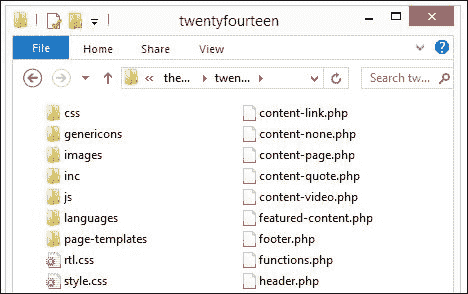 twentyfourteen
File Home Share View
« the... twen... Search tw...
css
genericons
images
inc
js
languages
page-templates
rtl.css
style.css
content-link.php
content-none.php
content-page.php
content-quote.php
content-video.php
featured-content.php
footer.php
functions.php
header.php